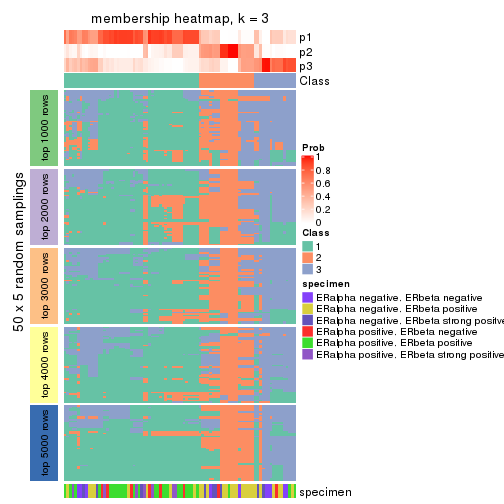 membership heatmap, k = 3
p1
p2
p3
Class
50 x 5 random samplings
top 1000 rows
top 2000 rows
top 3000 rows
top 4000 rows
top 5000 rows
Prob
1
0.8
0.6
0.4
0.2
0
Class
1
2
3
specimen
ERalpha negative. ERbeta negative
ERalpha negative. ERbeta positive
ERalpha negative. ERbeta strong positive
ERalpha positive. ERbeta negative
ERalpha positive. ERbeta positive
ERalpha positive. ERbeta strong positive
specimen